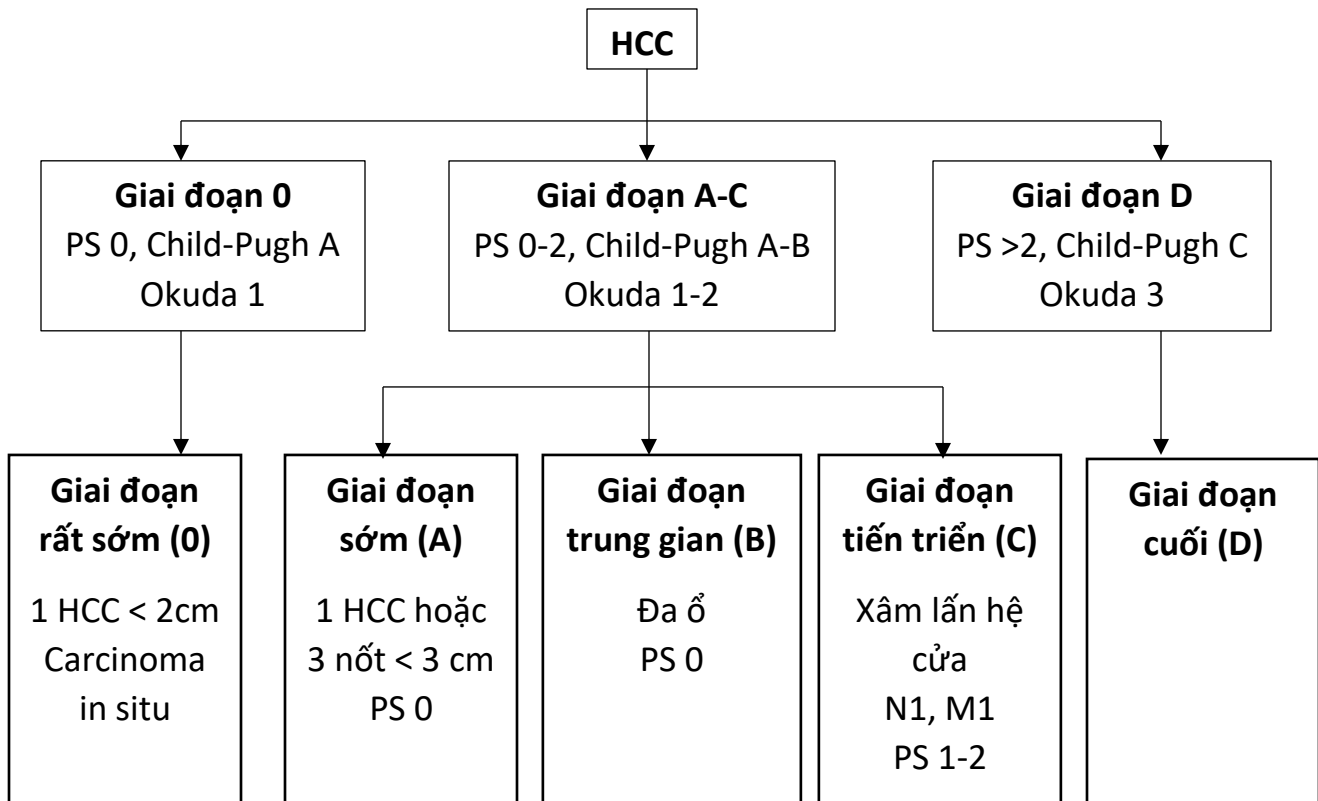 HCC
Giai đoạn 0
PS 0, Child-Pugh A
Okuda 1
Giai đoạn A-C
PS 0-2, Child-Pugh A-B
Okuda 1-2
Giai đoạn D
PS >2, Child-Pugh C
Okuda 3
Giai đoạn
rất sớm (0)
1 HCC < 2cm
Carcinoma
in situ
Giai đoạn
sớm (A)
1 HCC hoặc
3 nốt < 3 cm
PS 0
Giai đoạn
trung gian (B)
Đa ổ
PS 0
Giai đoạn
tiến triển (C)
Xâm lấn hệ
cửa
N1, M1
PS 1-2
Giai đoạn
cuối (D)